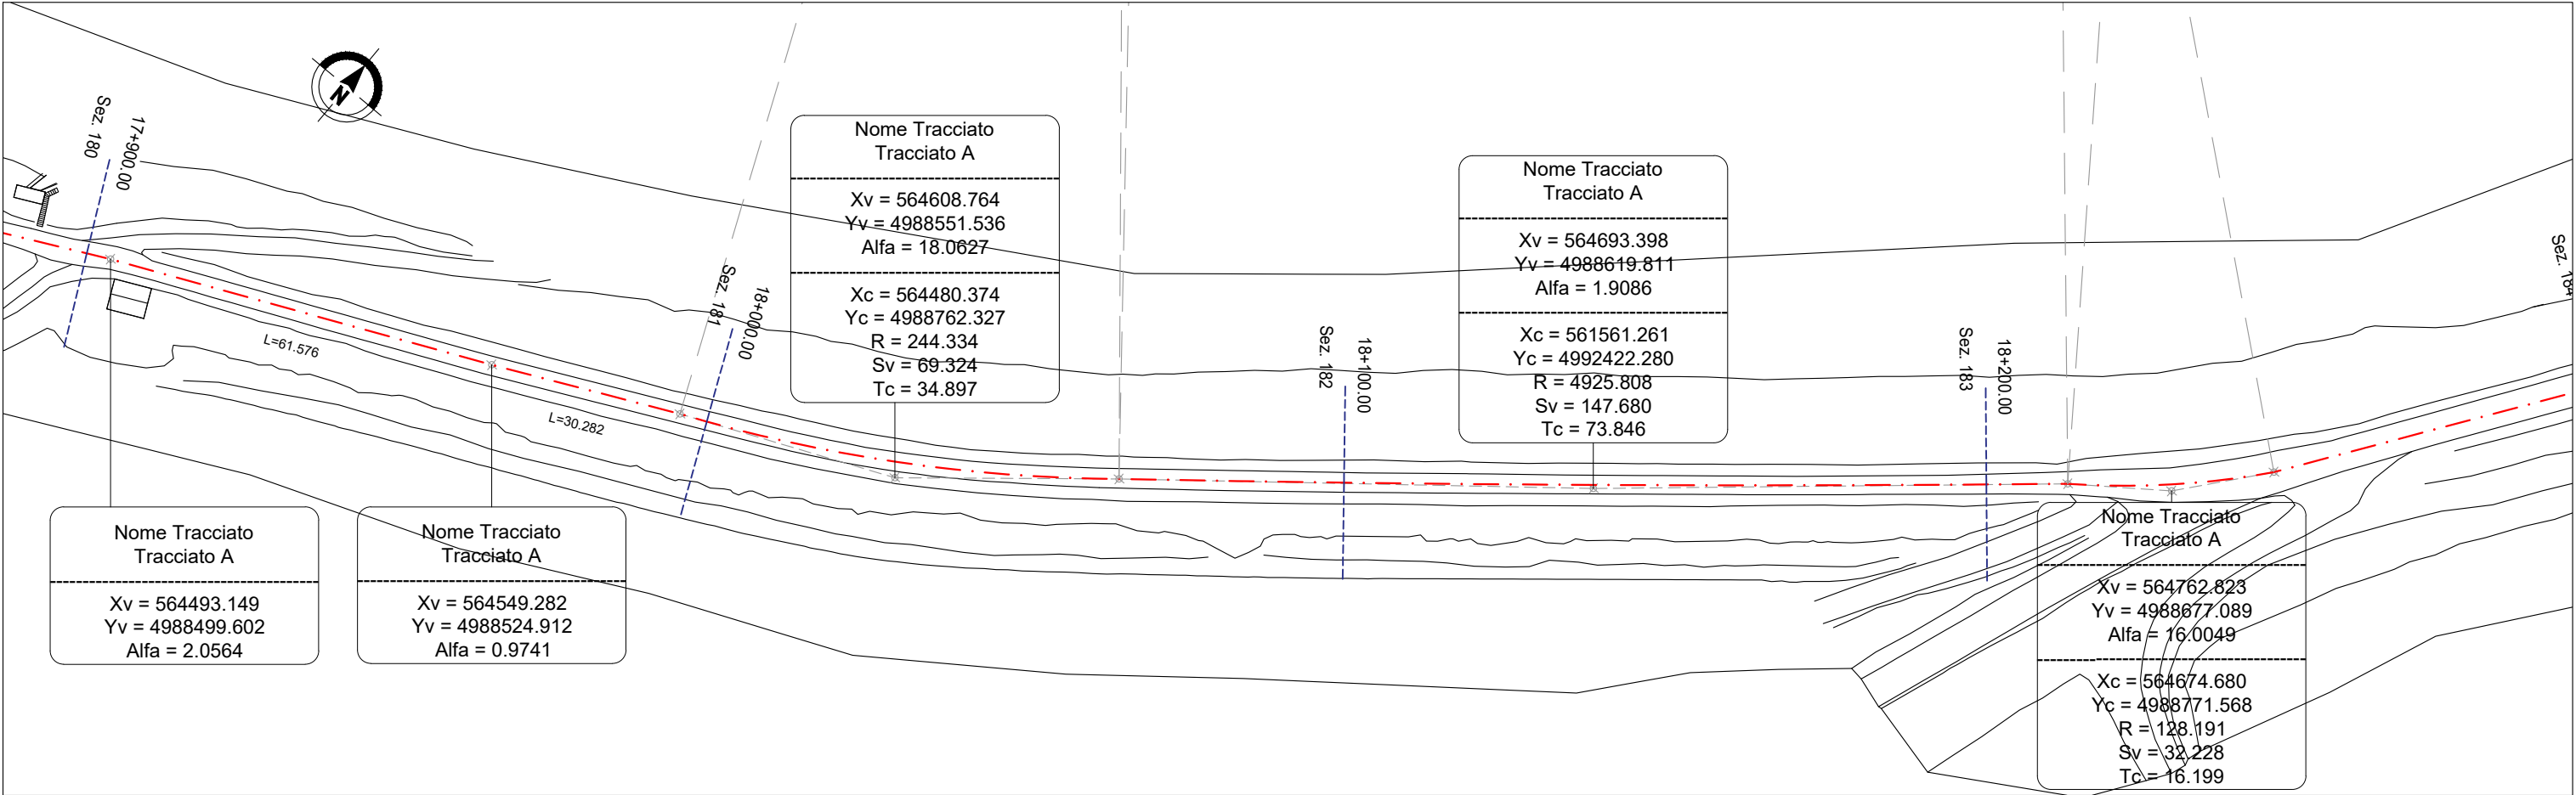 N
Sez. 180
17+900.00
L=61.576
L=30.282
Sez. 181
18+000.00
Nome Tracciato
Tracciato A
Xv = 564608.764
Yv = 4988551.536
Alfa = 18.0627
Xc = 564480.374
Yc = 4988762.327
R = 244.334
Sv = 69.324
Tc = 34.897
Sez. 182
18+100.00
Nome Tracciato
Tracciato A
Xv = 564693.398
Yv = 4988619.811
Alfa = 1.9086
Xc = 561561.261
Yc = 4992422.280
R = 4925.808
Sv = 147.680
Tc = 73.846
Sez. 183
18+200.00
Sez. 184
Nome Tracciato
Tracciato A
Xv = 564493.149
Yv = 4988499.602
Alfa = 2.0564
Nome Tracciato
Tracciato A
Xv = 564549.282
Yv = 4988524.912
Alfa = 0.9741
Nome Tracciato
Tracciato A
Xv = 564762.823
Yv = 4988677.089
Alfa = 16.0049
Xc = 564674.680
Yc = 4988771.568
R = 128.191
Sv = 32.228
Tc = 16.199